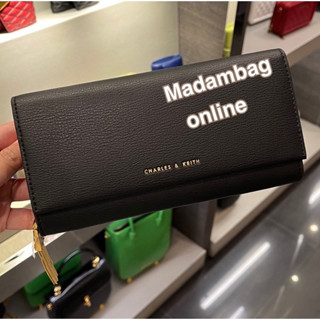 Madambag
online
CHARLES & KEITH